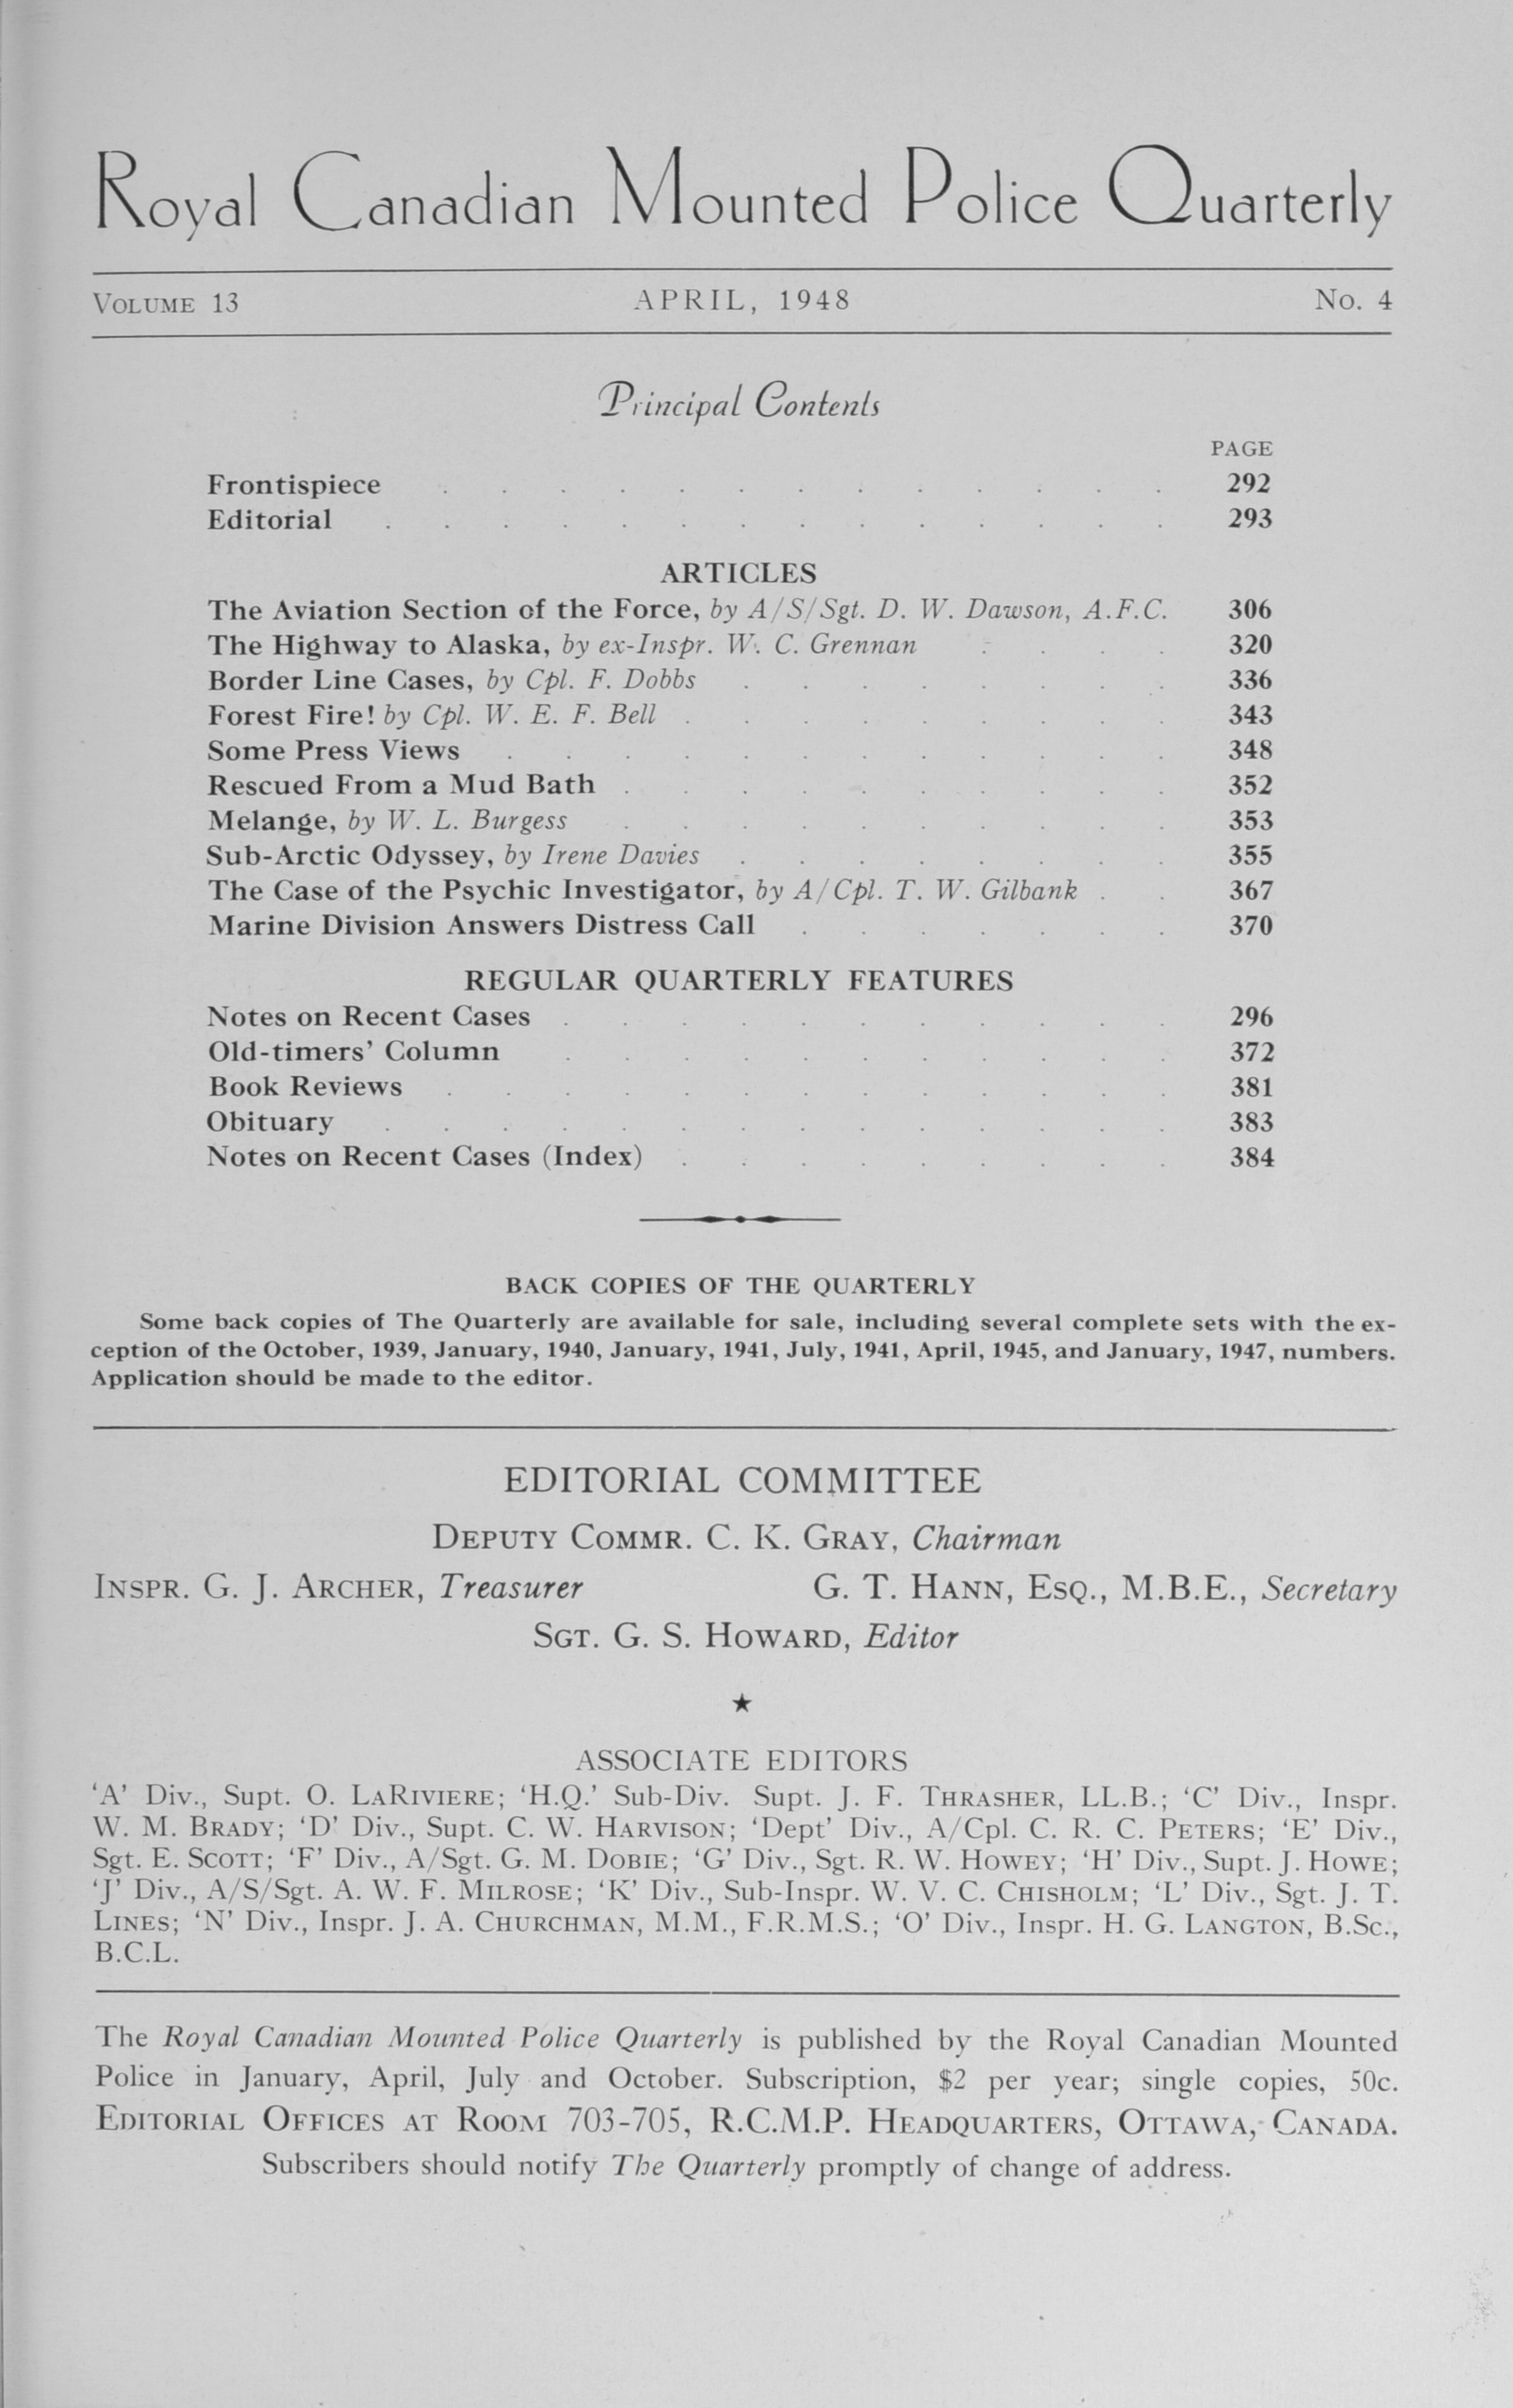 Royal Canadian Mounted Police Quarterly
VOLUME 13 APRIL, 1948 No. 4
Principal Contents
PAGE
Frontispiece . . . . . . . . . . . . . 292
Editorial . . . . . . . . . . . . . . 293
ARTICLES
The Aviation Section of the Force, by A/S/Sgt. D. W. Dawson, A.F.C. 306
The Highway to Alaska, by ex-Inspr. W. C. Grennan . . . . 320
Border Line Cases, by Cpl. F. Dobbs . . . . . . . . 336
Forest Fire! by Cpl. W. E. F. Bell . . . . . . . . . 343
Some Press Views . . . . . . . . . . . . 348
Rescued From a Mud Bath . . . . . . . . . . 352
Melange, by W. L. Burgess . . . . . . . . . . 353
Sub-Arctic Odyssey, by Irene Davies . . . . . . . . 355
The Case of the Psychic Investigator, by A/Cpl. T. W. Gilbank . . 367
Marine Division Answers Distress Call . . . . . . . 370
REGULAR QUARTERLY FEATURES
Notes on Recent Cases . . . . . . . . . . . 296
Old-timers' Column . . . . . . . . . . . 372
Book Reviews . . . . . . . . . . . . . 381
Obituary . . . . . . . . . . . . . . 383
Notes on Recent Cases (Index) . . . . . . . . . 384
BACK COPIES OF THE QUARTERLY
Some back copies of The Quarterly are available for sale, including several complete sets with the ex-
ception of the October, 1939, January, 1940, January, 1941, July, 1941, April, 1945, and January, 1947, numbers.
Application should be made to the editor.
EDITORIAL COMMITTEE
DEPUTY COMMR. C. K. GRAY, Chairman
INSPR. G. J. ARCHER, Treasurer G. T. HANN, ESQ., M.B.E., Secretary
SGT. G. S. HOWARD, Editor
★
ASSOCIATE EDITORS
'A' Div., Supt. O. LARIVIERE; 'H.Q.' Sub-Div. Supt. J. F. THRASHER, LL.B.; 'C' Div., Inspr.
W. M. BRADY; 'D' Div., Supt. C. W. HARVISON; 'Dept' Div., A/Cpl. C. R. C. PETERS; 'E' Div.,
Sgt. E. SCOTT; 'F' Div., A/Sgt. G. M. DOBIE; 'G' Div., Sgt. R. W. HOWEY; 'H' Div., Supt. J. HOWE;
'J' Div., A/S/Sgt. A. W. F. MILROSE; 'K' Div., Sub-Inspr. W. V. C. CHISHOLM; 'L' Div., Sgt. J. T.
LINES; 'N' Div., Inspr. J. A. CHURCHMAN, M.M., F.R.M.S.; 'O' Div., Inspr. H. G. LANGTON, B.Sc.,
B.C.L.
The Royal Canadian Mounted Police Quarterly is published by the Royal Canadian Mounted
Police in January, April, July and October. Subscription, $2 per year; single copies, 50c.
EDITORIAL OFFICES AT ROOM 703-705, R.C.M.P. HEADQUARTERS, OTTAWA, CANADA.
Subscribers should notify The Quarterly promptly of change of address.